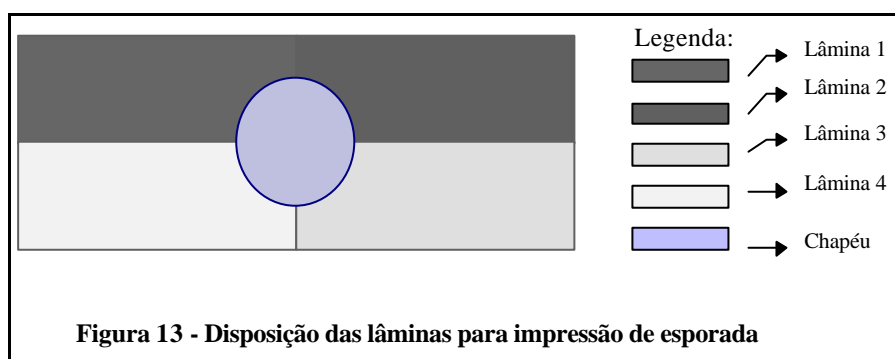 Legenda:
Lâmina 1
Lâmina 2
Lâmina 3
Lâmina 4
Chapéu
Figura 13 - Disposição das lâminas para impressão de esporada